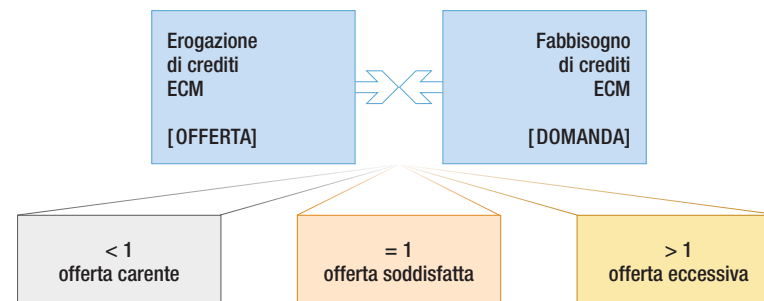 Erogazione
di crediti
ECM
[OFFERTA]
Fabbisogno
di crediti
ECM
[DOMANDA]
< 1
offerta carente
= 1
offerta soddisfatta
> 1
offerta eccessiva